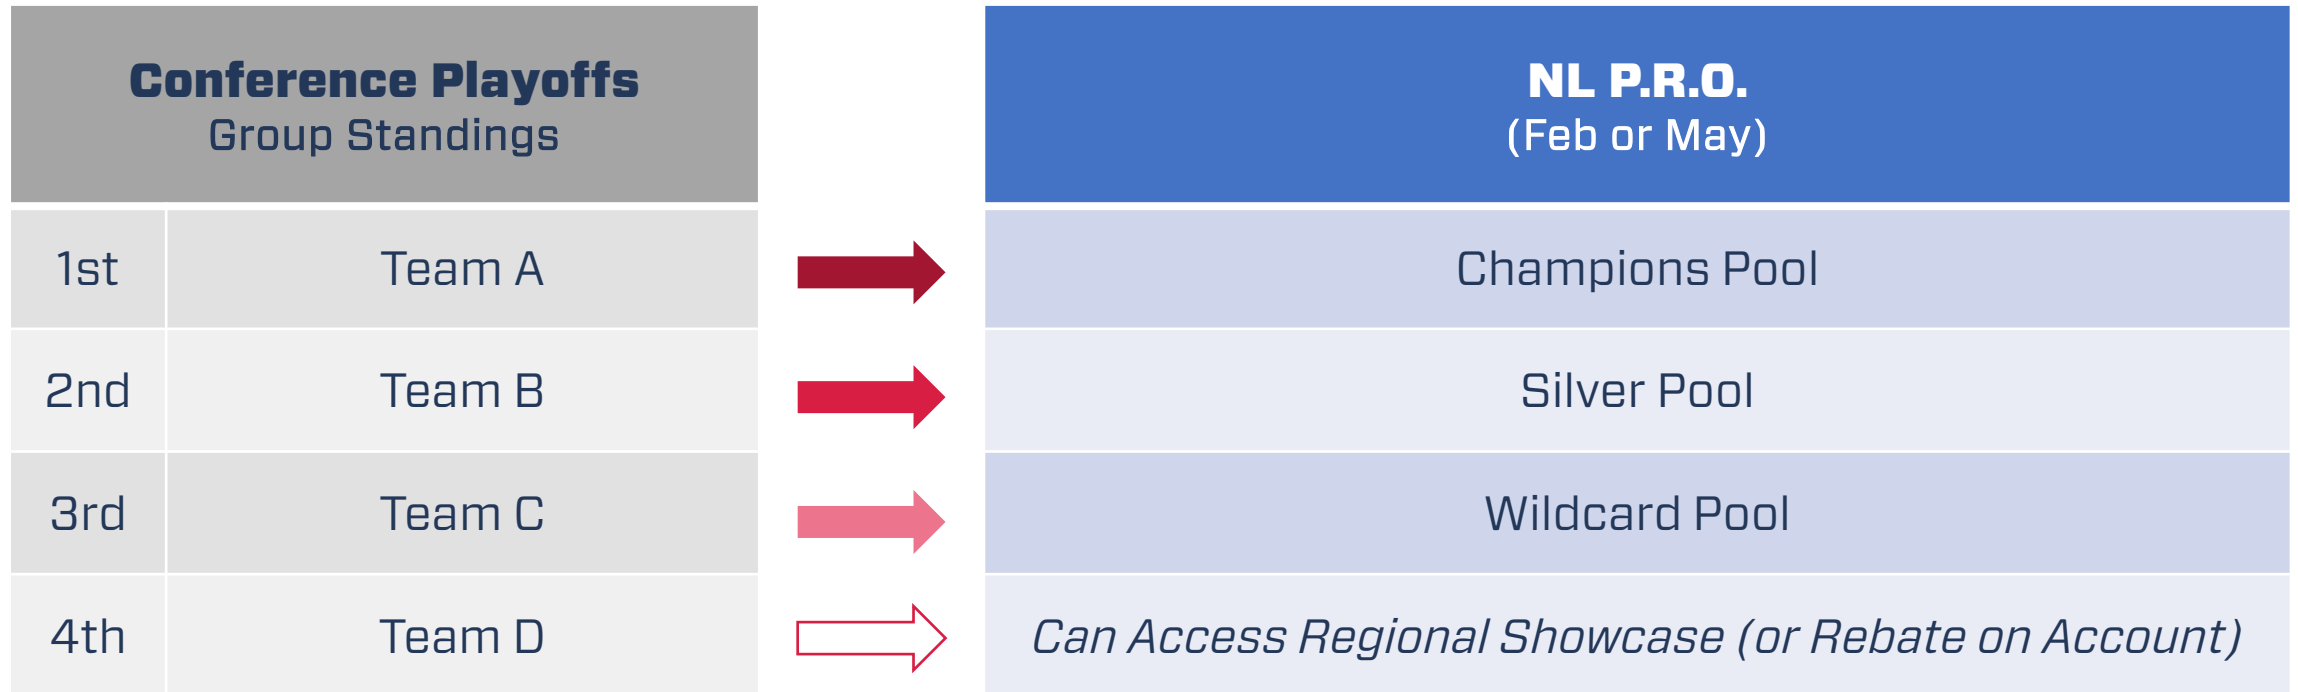 Conference Playoffs
Group Standings
NL P.R.O.
(Feb or May)
1st Team A Champions Pool
2nd Team B Silver Pool
3rd Team C Wildcard Pool
4th Team D Can Access Regional Showcase (or Rebate on Account)